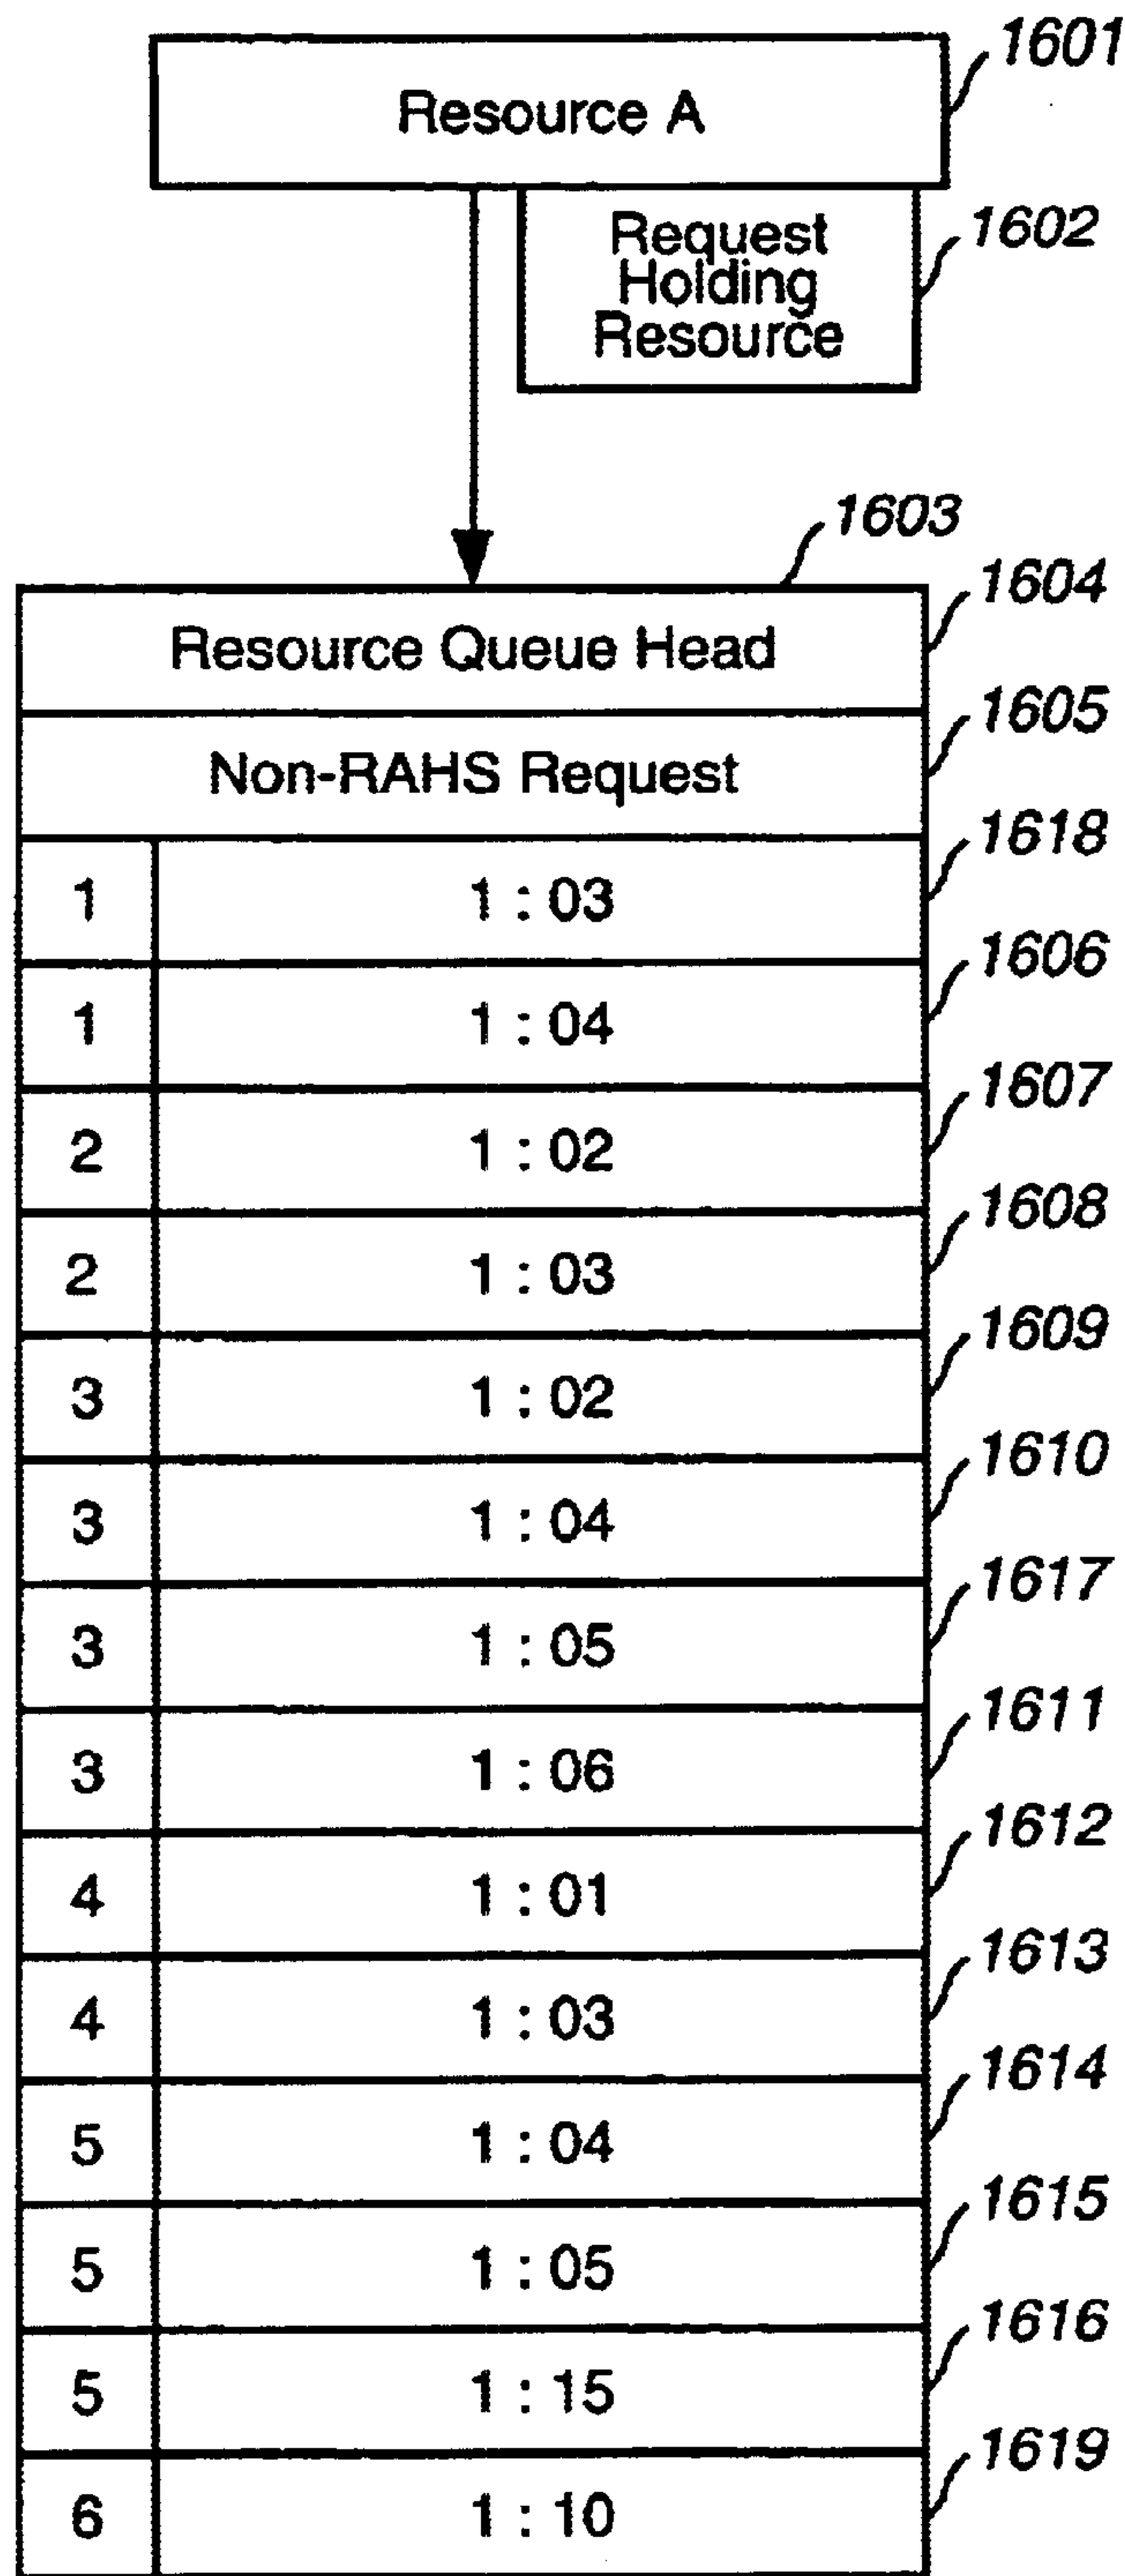 1601
Resource A
1602
Request
Holding
Resource
1603
1604
Resource Queue Head
1605
Non-RAHS Request
1618
1 1 : 03
1606
1 1 : 04
1607
2 1 : 02
1608
2 1 : 03
1609
3 1 : 02
1610
3 1 : 04
1617
3 1 : 05
1611
3 1 : 06
1612
4 1 : 01
1613
4 1 : 03
1614
5 1 : 04
1615
5 1 : 05
1616
5 1 : 15
1619
6 1 : 10